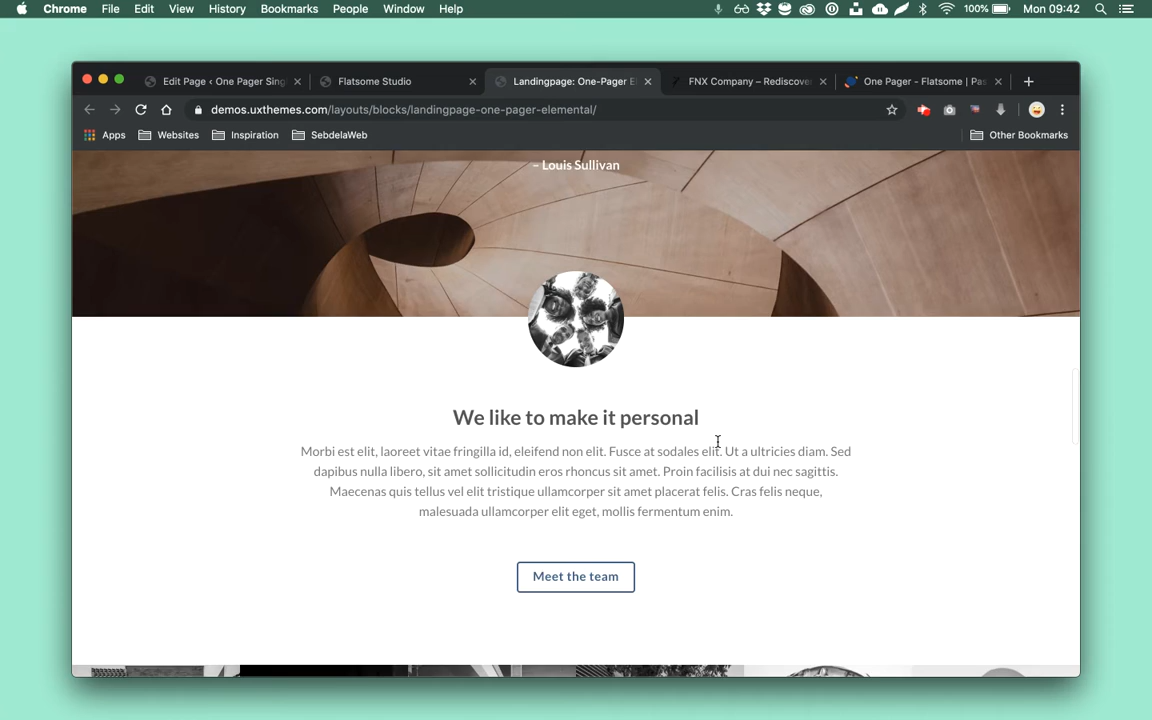 Chrome File Edit View History Bookmarks People Window Help 100% Mon 09:42
Edit Page ‹ One Pager Sing Flatsome Studio Landingpage: One-Pager E FNX Company – Rediscove One Pager - Flatsome | Pas
demos.uxthemes.com/layouts/blocks/landingpage-one-pager-elemental/
Apps Websites Inspiration SebdelaWeb Other Bookmarks
– Louis Sullivan
We like to make it personal
Morbi est elit, laoreet vitae fringilla id, eleifend non elit. Fusce at sodales elit. Ut a ultricies diam. Sed
dapibus nulla libero, sit amet sollicitudin eros rhoncus sit amet. Proin facilisis at dui nec sagittis.
Maecenas quis tellus vel elit tristique ullamcorper sit amet placerat felis. Cras felis neque,
malesuada ullamcorper elit eget, mollis fermentum enim.
Meet the team